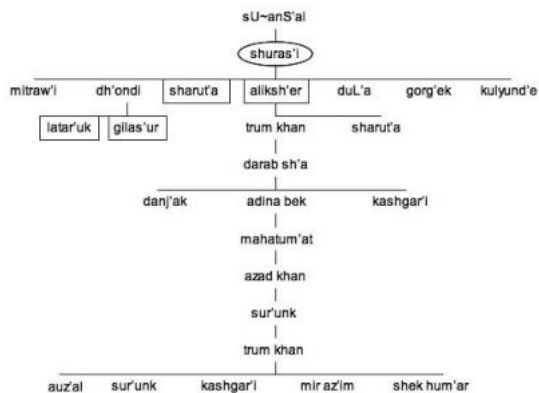 sU~anS'ai
shuras'i
mitraw'i dh'ondi sharut'a aliksh'er duL'a gorg'ek kulyund'e
latar'uk gilas'ur trum khan sharut'a
darab sh'a
danj'ak adina bek kashgar'i
mahatum'at
azad khan
sur'unk
trum khan
auz'al sur'unk kashgar'i mir az'im shek hum'ar